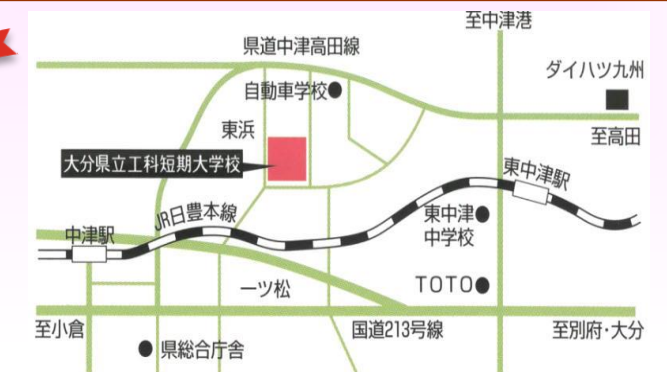 至中津港
県道中津高田線
ダイハツ九州
自動車学校
東浜
至高田
大分県立工科短期大学校
東中津駅
JR日豊本線
東中津
中学校
中津駅
一ツ松
TOTO
至小倉
国道213号線
至別府・大分
県総合庁舎